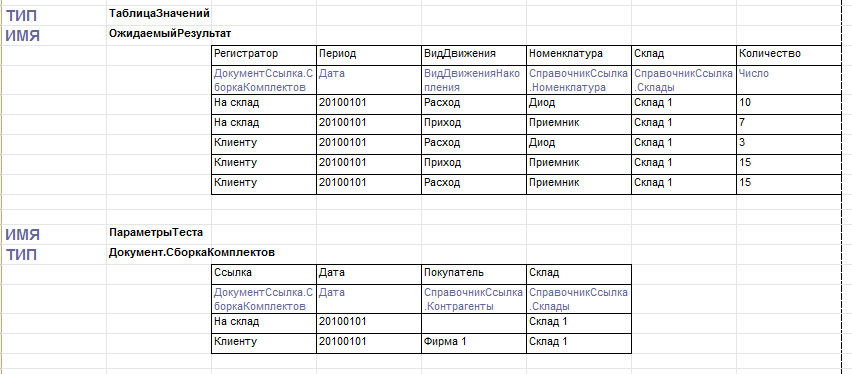 ТИП ТаблицаЗначений
ИМЯ ОжидаемыйРезультат
Регистратор Период ВидДвижения Номенклатура Склад Количество
ДокументСсылка.С Дата ВидДвиженияНако СправочникСсылка СправочникСсылка Число
боркаКомплектов пления .Номенклатура .Склады
На склад 20100101 Расход Диод Склад 1 10
На склад 20100101 Приход Приемник Склад 1 7
Клиенту 20100101 Расход Диод Склад 1 3
Клиенту 20100101 Приход Приемник Склад 1 15
Клиенту 20100101 Расход Приемник Склад 1 15
ИМЯ ПараметрыТеста
ТИП Документ.СборкаКомплектов
Ссылка Дата Покупатель Склад
ДокументСсылка.С Дата СправочникСсылка СправочникСсылка
боркаКомплектов .Контрагенты .Склады
На склад 20100101 Склад 1
Клиенту 20100101 Фирма 1 Склад 1